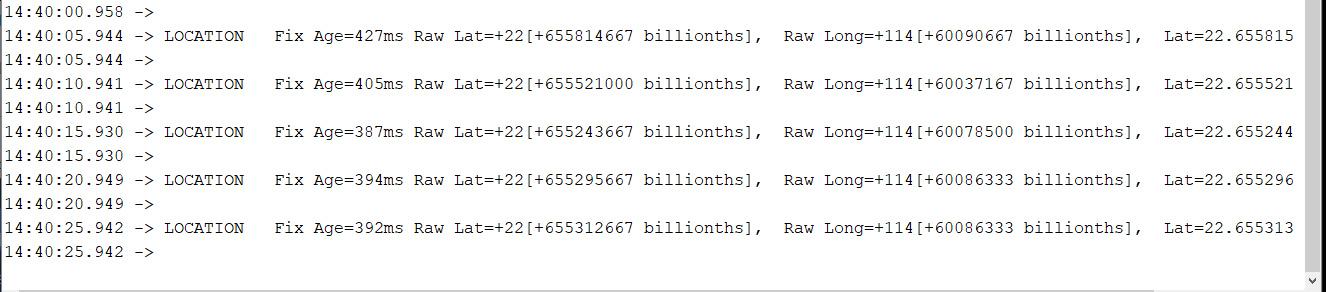 14:40:00.958 ->
14:40:05.944 -> LOCATION   Fix Age=427ms Raw Lat=+22[+655814667 billionths],  Raw Long=+114[+60090667 billionths],  Lat=22.655815
14:40:05.944 ->
14:40:10.941 -> LOCATION   Fix Age=405ms Raw Lat=+22[+655521000 billionths],  Raw Long=+114[+60037167 billionths],  Lat=22.655521
14:40:10.941 ->
14:40:15.930 -> LOCATION   Fix Age=387ms Raw Lat=+22[+655243667 billionths],  Raw Long=+114[+60078500 billionths],  Lat=22.655244
14:40:15.930 ->
14:40:20.949 -> LOCATION   Fix Age=394ms Raw Lat=+22[+655295667 billionths],  Raw Long=+114[+60086333 billionths],  Lat=22.655296
14:40:20.949 ->
14:40:25.942 -> LOCATION   Fix Age=392ms Raw Lat=+22[+655312667 billionths],  Raw Long=+114[+60086333 billionths],  Lat=22.655313
14:40:25.942 ->